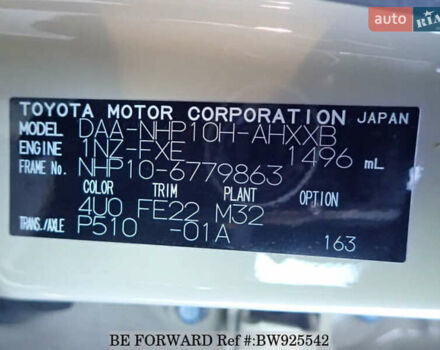 auto RIA
TOYOTA MOTOR CORPORATION JAPAN
MODEL DAA-NHP10H-AHXXB
ENGINE 1NZ-FXE 1496 mL
FRAME NO. NHP10-6779863
COLOR TRIM PLANT OPTION
4U0 FE22 M32
TRANS./AXLE P510 -01A 163
BE FORWARD Ref #:BW925542